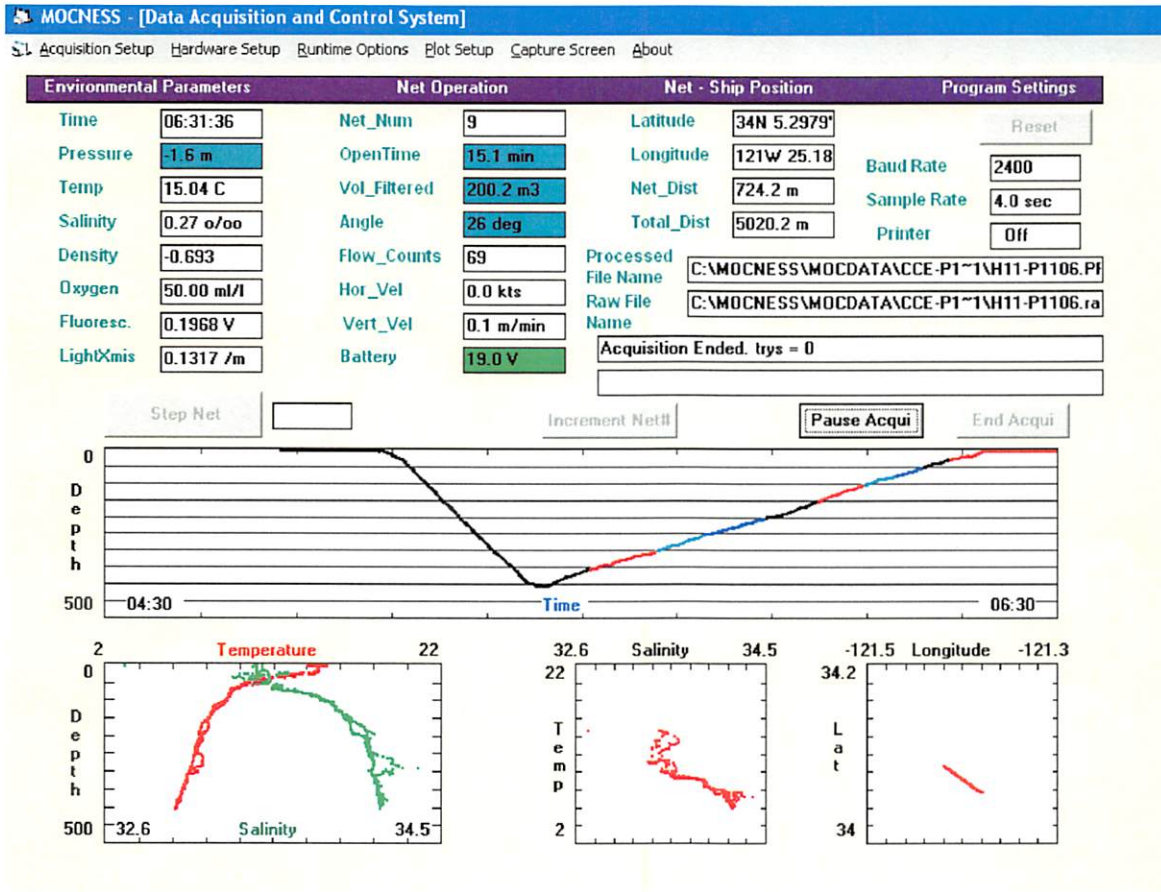 MOCNESS - [Data Acquisition and Control System]
Acquisition Setup Hardware Setup Runtime Options Plot Setup Capture Screen About
Environmental Parameters Net Operation Net - Ship Position Program Settings
Time 06:31:36 Net_Num 9 Latitude 34N 5.2979' Reset
Pressure -1.6 m OpenTime 15.1 min Longitude 121W 25.18 Baud Rate 2400
Temp 15.04 C Vol_Filtered 200.2 m3 Net_Dist 724.2 m Sample Rate 4.0 sec
Salinity 0.27 o/oo Angle 26 deg Total_Dist 5020.2 m Printer Off
Density -0.693 Flow_Counts 69 Processed File Name C:\MOCNESS\MOCDATA\CCE-P1~1\H11-P1106.PR
Oxygen 50.00 ml/l Hor_Vel 0.0 kts Raw File Name C:\MOCNESS\MOCDATA\CCE-P1~1\H11-P1106.ra
Fluoresc. 0.1968 V Vert_Vel 0.1 m/min
LightXmis 0.1317 /m Battery 19.0 V Acquisition Ended. trys = 0
Step Net Increment Net# Pause Acqui End Acqui
0
Depth
500 04:30 Time 06:30
2 Temperature 22 32.6 Salinity 34.5 -121.5 Longitude -121.3
0 22 34.2
Depth Temp Lat
500 32.6 Salinity 34.5 2 34